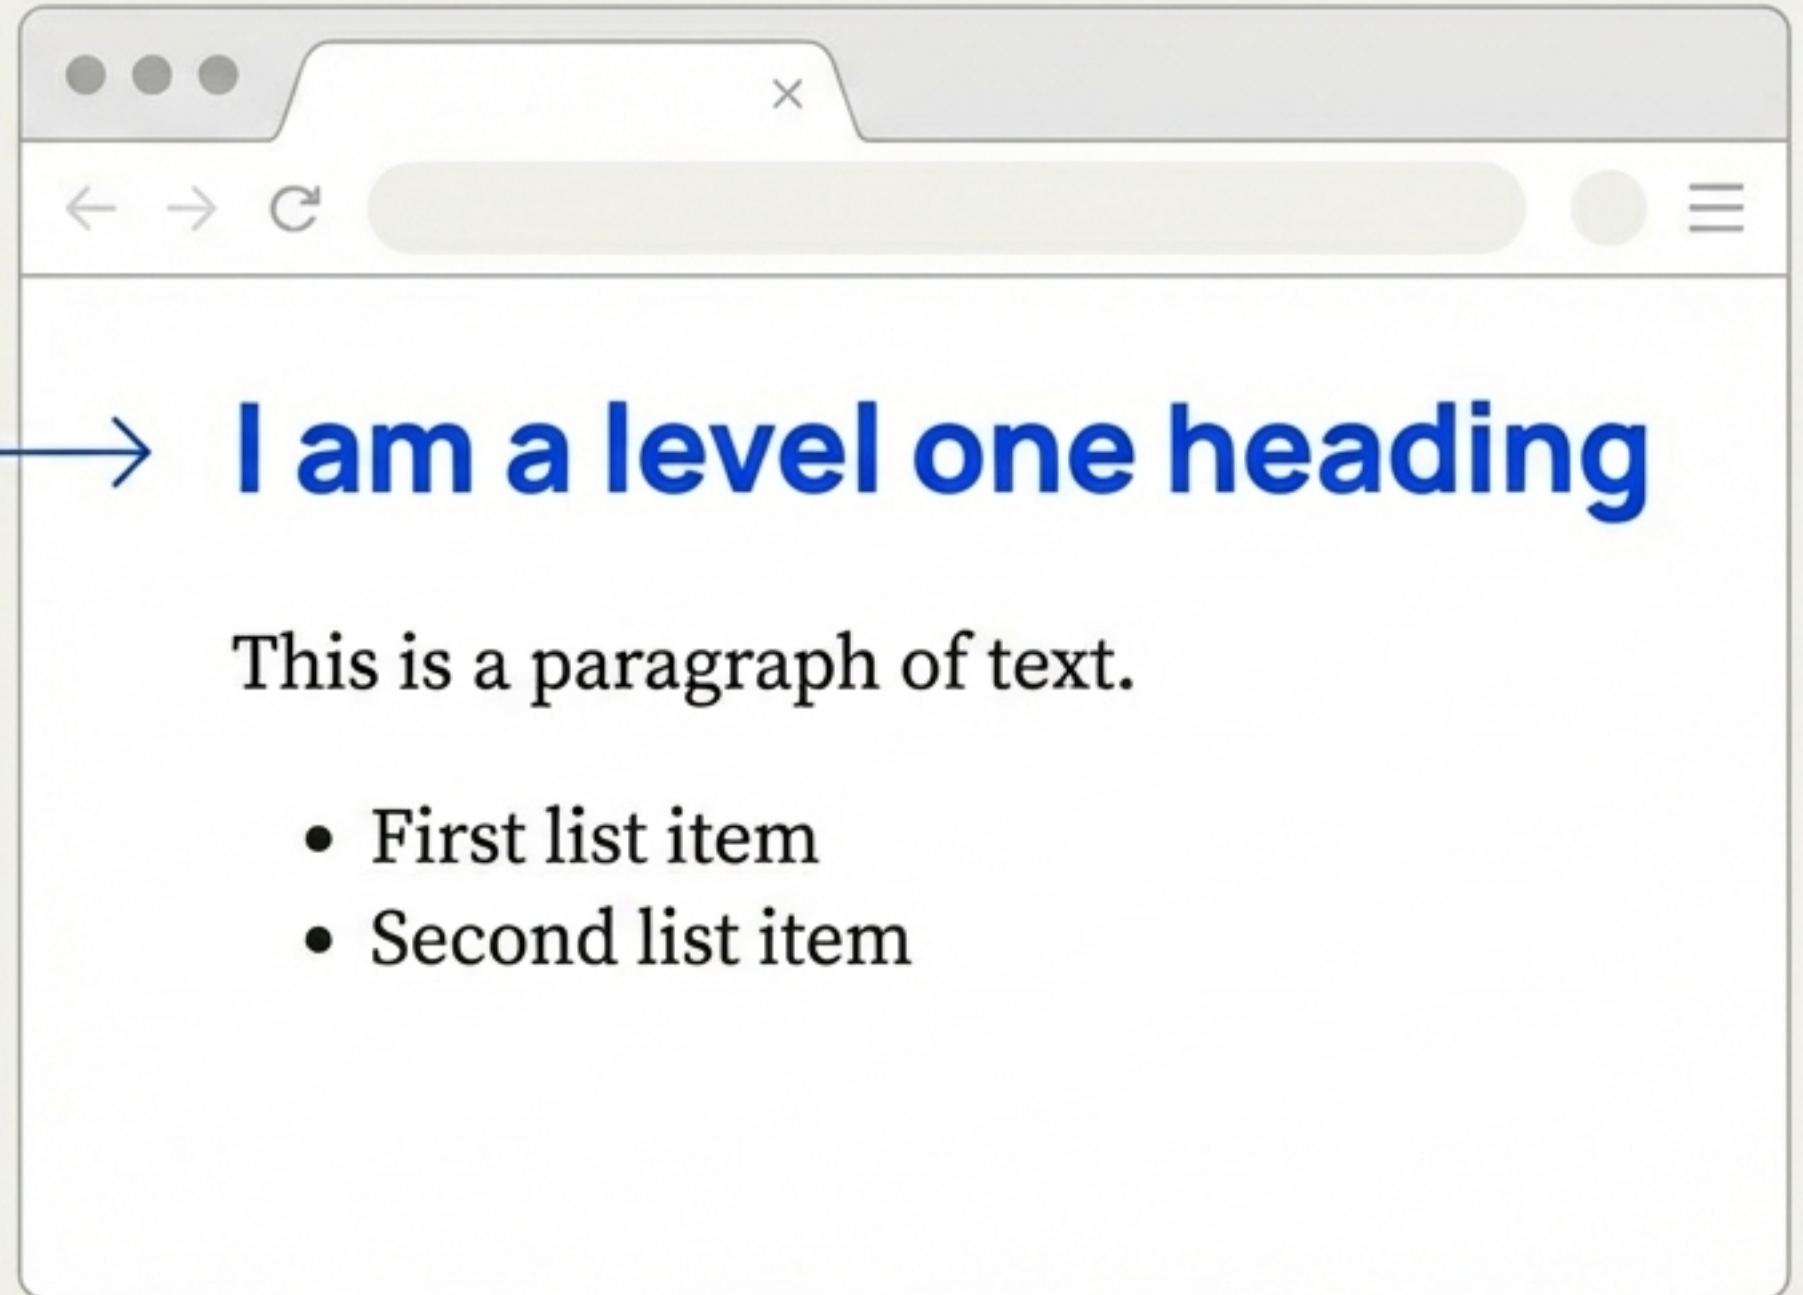 I am a level one heading
This is a paragraph of text.
• First list item
• Second list item